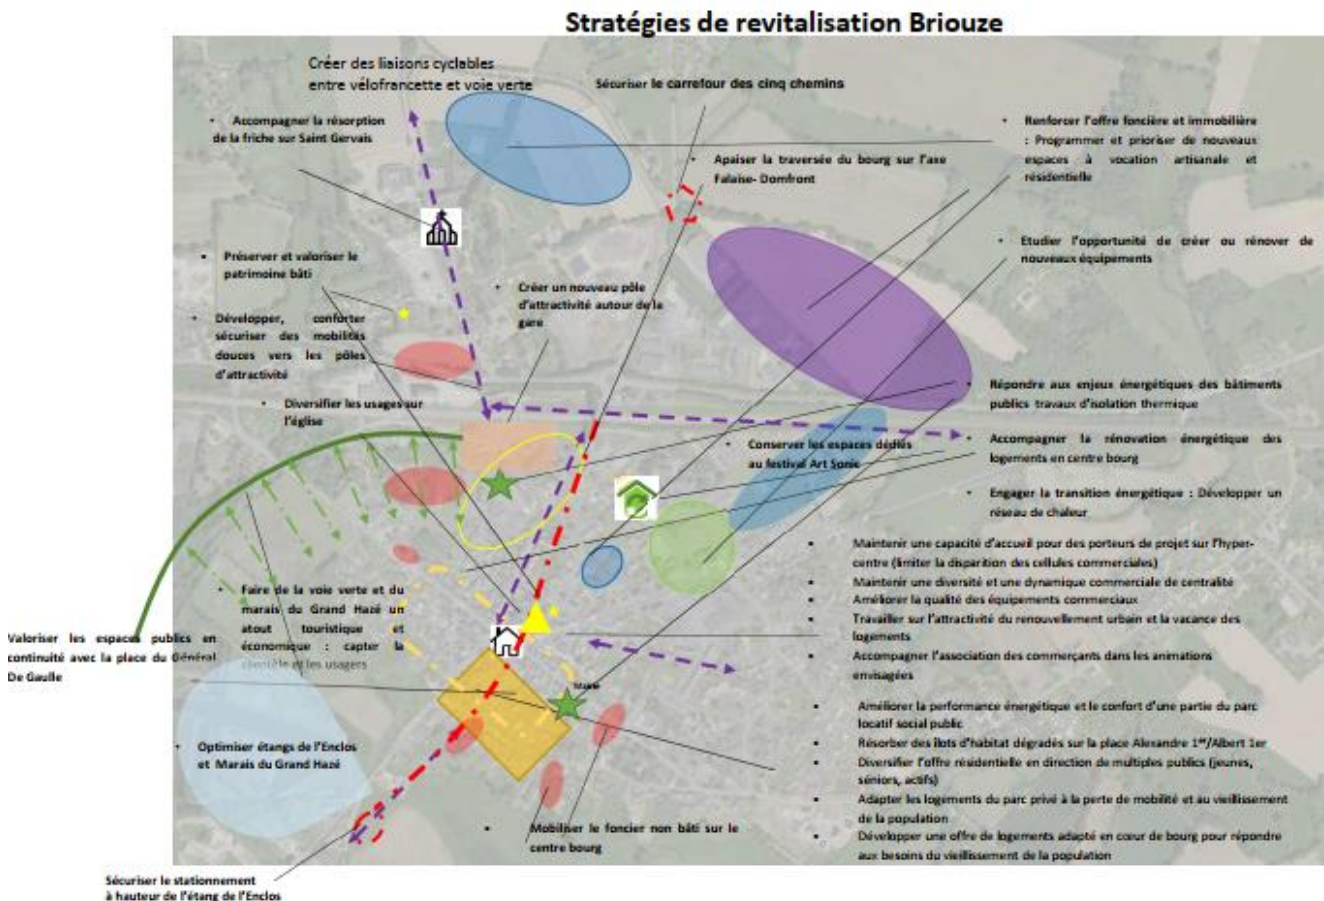 Stratégies de revitalisation Briouze
Créer des liaisons cyclables
entre vélofrancette et voie verte
Sécuriser le carrefour des cinq chemins
• Accompagner la résorption
de la friche sur Saint Gervais
• Apaiser la traversée du bourg sur l'axe
Falaise- Domfront
• Renforcer l'offre foncière et immobilière
: Programmer et prioriser de nouveaux
espaces à vocation artisanale et
résidentielle
• Etudier l'opportunité de créer ou rénover de
nouveaux équipements
• Préserver et valoriser le
patrimoine bâti
• Créer un nouveau pôle
d'attractivité autour de la
gare
• Développer, conforter
sécuriser des mobilités
douces vers les pôles
d'attractivité
• Diversifier les usages sur
l'église
• Répondre aux enjeux énergétiques des bâtiments
publics travaux d'isolation thermique
• Conserver les espaces dédiés
au festival Art Sonic
• Accompagner la rénovation énergétique des
logements en centre bourg
• Engager la transition énergétique : Développer un
réseau de chaleur
• Maintenir une capacité d'accueil pour des porteurs de projet sur l'hyper-
centre (limiter la disparition des cellules commerciales)
• Maintenir une diversité et une dynamique commerciale de centralité
• Améliorer la qualité des équipements commerciaux
• Travailler sur l'attractivité du renouvellement urbain et la vacance des
logements
• Accompagner l'association des commerçants dans les animations
envisagées
• Faire de la voie verte et du
marais du Grand Hazé un
atout touristique et
économique : capter la
clientèle et les usagers
Valoriser les espaces publics en
continuité avec la place du Général
De Gaulle
Mairie
• Améliorer la performance énergétique et le confort d'une partie du parc
locatif social public
• Résorber des îlots d'habitat dégradés sur la place Alexandre 1er/Albert 1er
• Diversifier l'offre résidentielle en direction de multiples publics (jeunes,
séniors, actifs)
• Adapter les logements du parc privé à la perte de mobilité et au vieillissement
de la population
• Développer une offre de logements adapté en cœur de bourg pour répondre
aux besoins du vieillissement de la population
• Optimiser étangs de l'Enclos
et Marais du Grand Hazé
• Mobiliser le foncier non bâti sur le
centre bourg
Sécuriser le stationnement
à hauteur de l'étang de l'Enclos